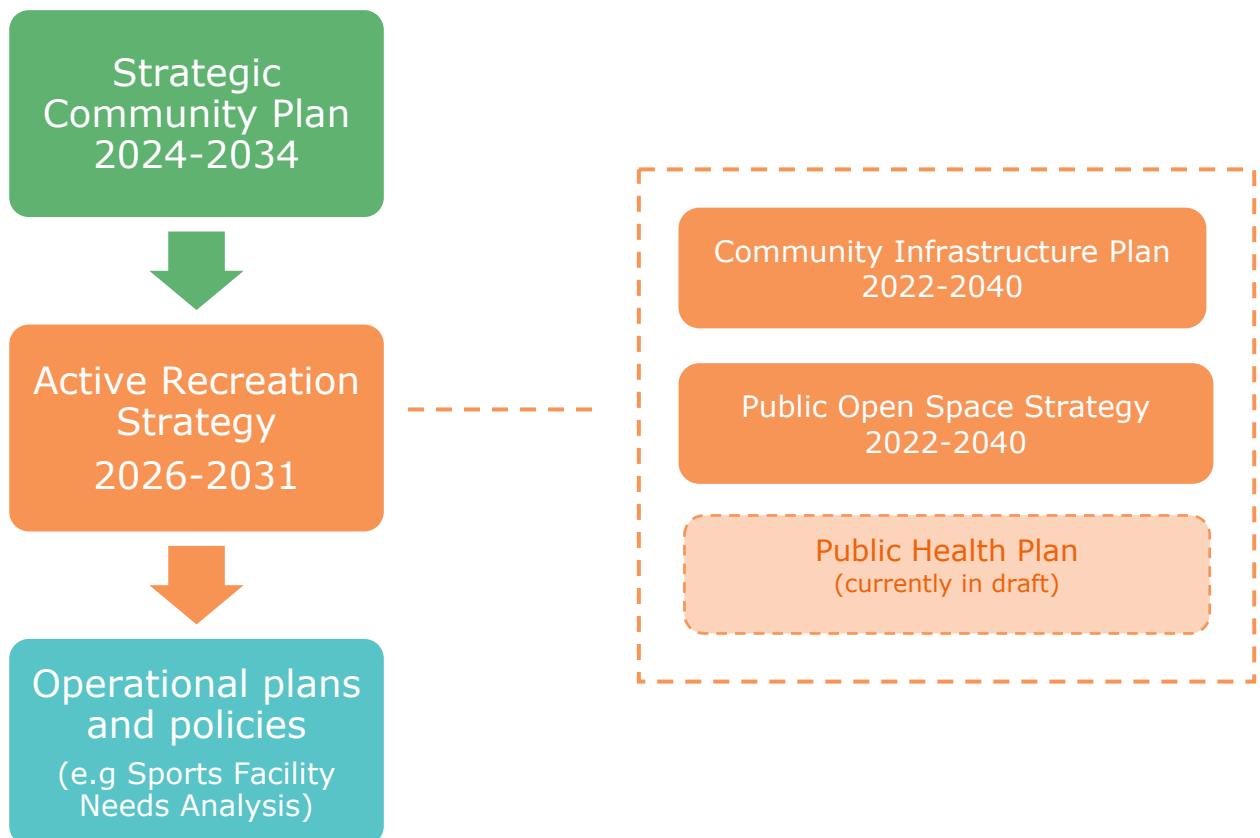 Strategic
Community Plan
2024-2034
Active Recreation
Strategy
2026-2031
Operational plans
and policies
(e.g Sports Facility
Needs Analysis)
Community Infrastructure Plan
2022-2040
Public Open Space Strategy
2022-2040
Public Health Plan
(currently in draft)